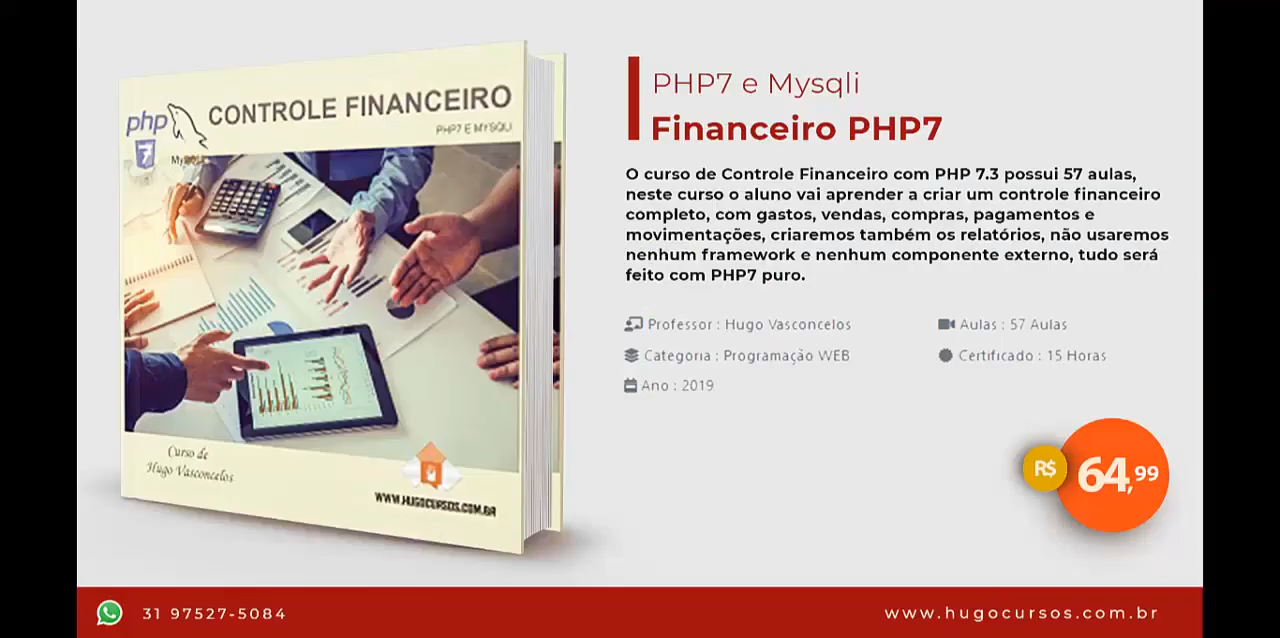 php
7
MySQL
CONTROLE FINANCEIRO
PHP7 E MYSQLI
Curso de
Hugo Vasconcelos
WWW.HUGOCURSOS.COM.BR
PHP7 e Mysqli
Financeiro PHP7
O curso de Controle Financeiro com PHP 7.3 possui 57 aulas,
neste curso o aluno vai aprender a criar um controle financeiro
completo, com gastos, vendas, compras, pagamentos e
movimentações, criaremos também os relatórios, não usaremos
nenhum framework e nenhum componente externo, tudo será
feito com PHP7 puro.
Professor : Hugo Vasconcelos
Aulas : 57 Aulas
Categoria : Programação WEB
Certificado : 15 Horas
Ano : 2019
R$ 64,99
31 97527-5084
www.hugocursos.com.br